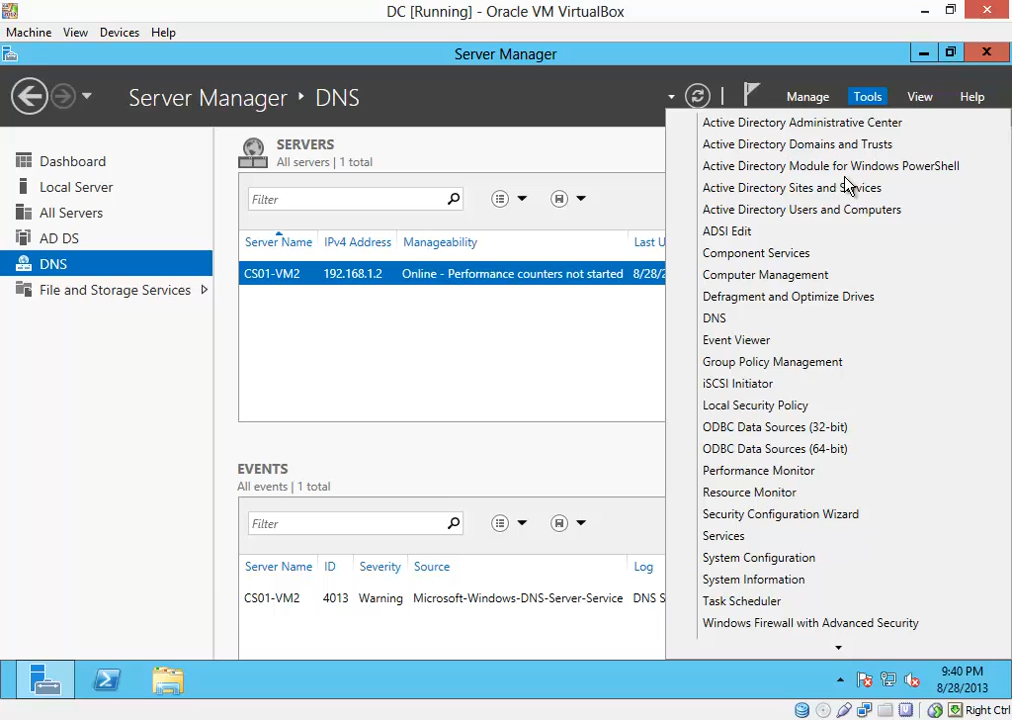 DC [Running] - Oracle VM VirtualBox
Machine View Devices Help
Server Manager
Server Manager • DNS
Manage Tools View Help
Dashboard
Local Server
All Servers
AD DS
DNS
File and Storage Services
SERVERS
All servers | 1 total
Filter
Server Name IPv4 Address Manageability Last U
CS01-VM2 192.168.1.2 Online - Performance counters not started 8/28/2
EVENTS
All events | 1 total
Filter
Server Name ID Severity Source Log
CS01-VM2 4013 Warning Microsoft-Windows-DNS-Server-Service DNS S
Active Directory Administrative Center
Active Directory Domains and Trusts
Active Directory Module for Windows PowerShell
Active Directory Sites and Services
Active Directory Users and Computers
ADSI Edit
Component Services
Computer Management
Defragment and Optimize Drives
DNS
Event Viewer
Group Policy Management
iSCSI Initiator
Local Security Policy
ODBC Data Sources (32-bit)
ODBC Data Sources (64-bit)
Performance Monitor
Resource Monitor
Security Configuration Wizard
Services
System Configuration
System Information
Task Scheduler
Windows Firewall with Advanced Security
9:40 PM
8/28/2013
Right Ctrl